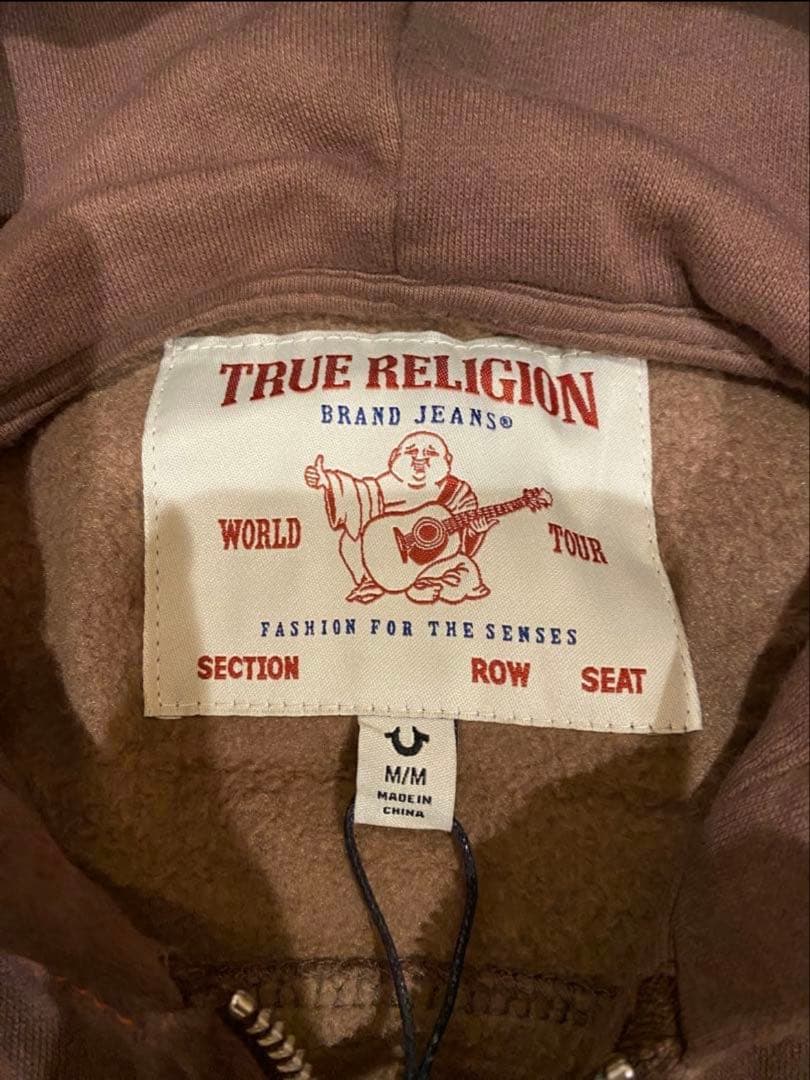 TRUE RELIGION
BRAND JEANS®
WORLD TOUR
FASHION FOR THE SENSES
SECTION ROW SEAT
M/M
MADE IN
CHINA